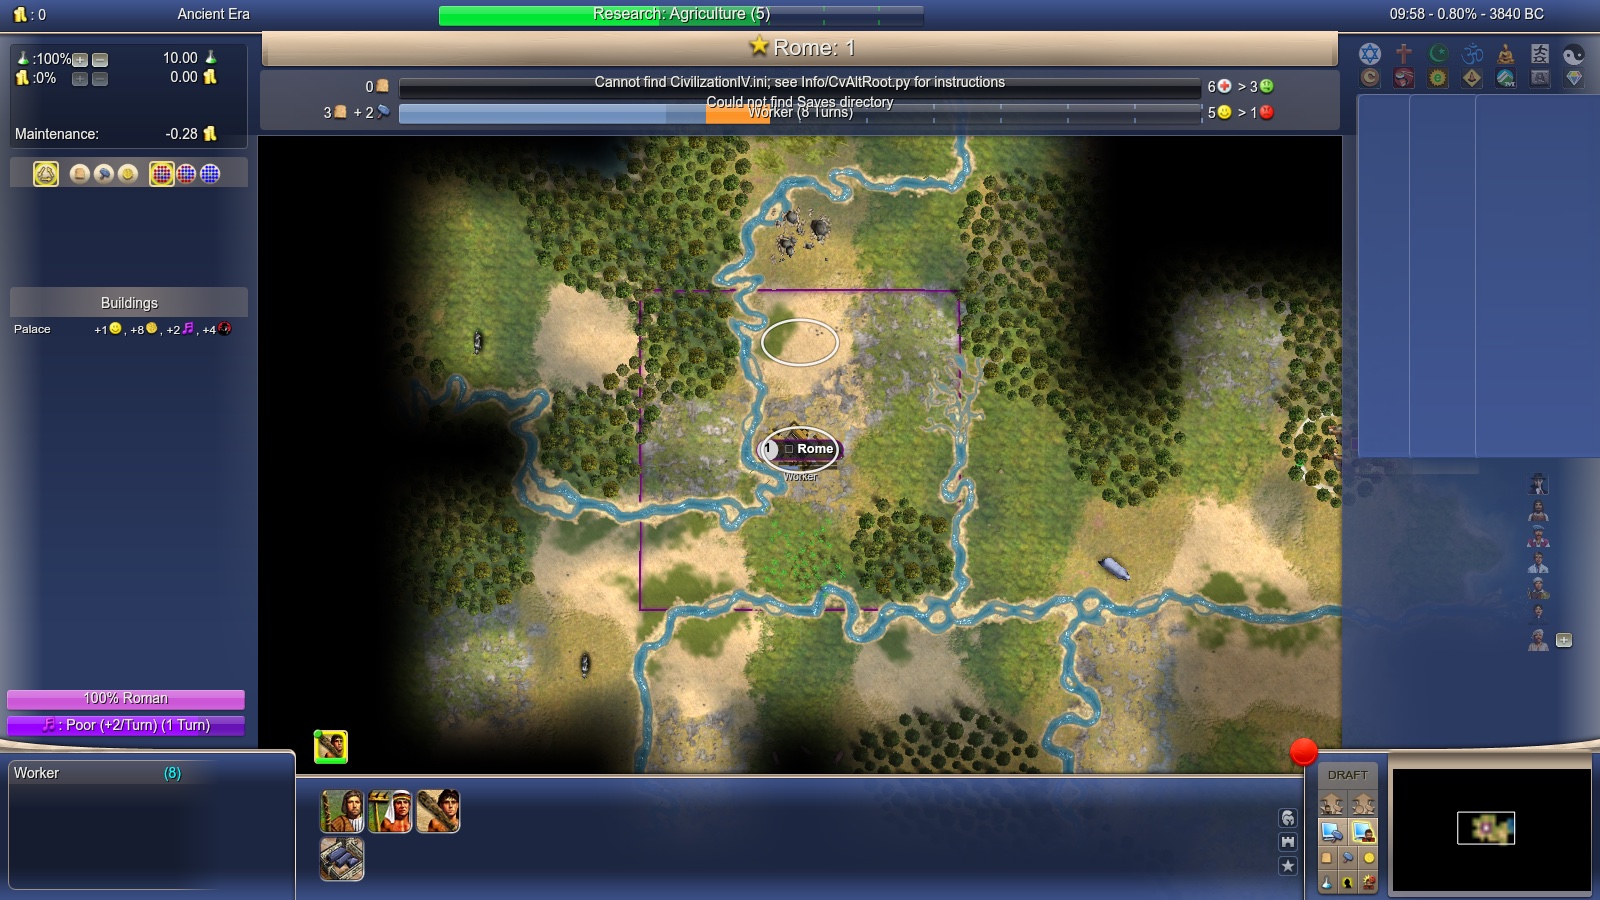 : 0
Ancient Era
Research: Agriculture (5)
09:58 - 0.80% - 3840 BC
Rome: 1
:100%
10.00
:0%
0.00
Maintenance:
-0.28
0
Cannot find CivilizationIV.ini; see Info/CvAltRoot.py for instructions
6 > 3
Could not find Saves directory
3 + 2
Worker (8 Turns)
5 > 1
Buildings
Palace
+1 , +8 , +2 , +4
1 Rome
Worker
100% Roman
: Poor (+2/Turn) (1 Turn)
Worker (8)
DRAFT